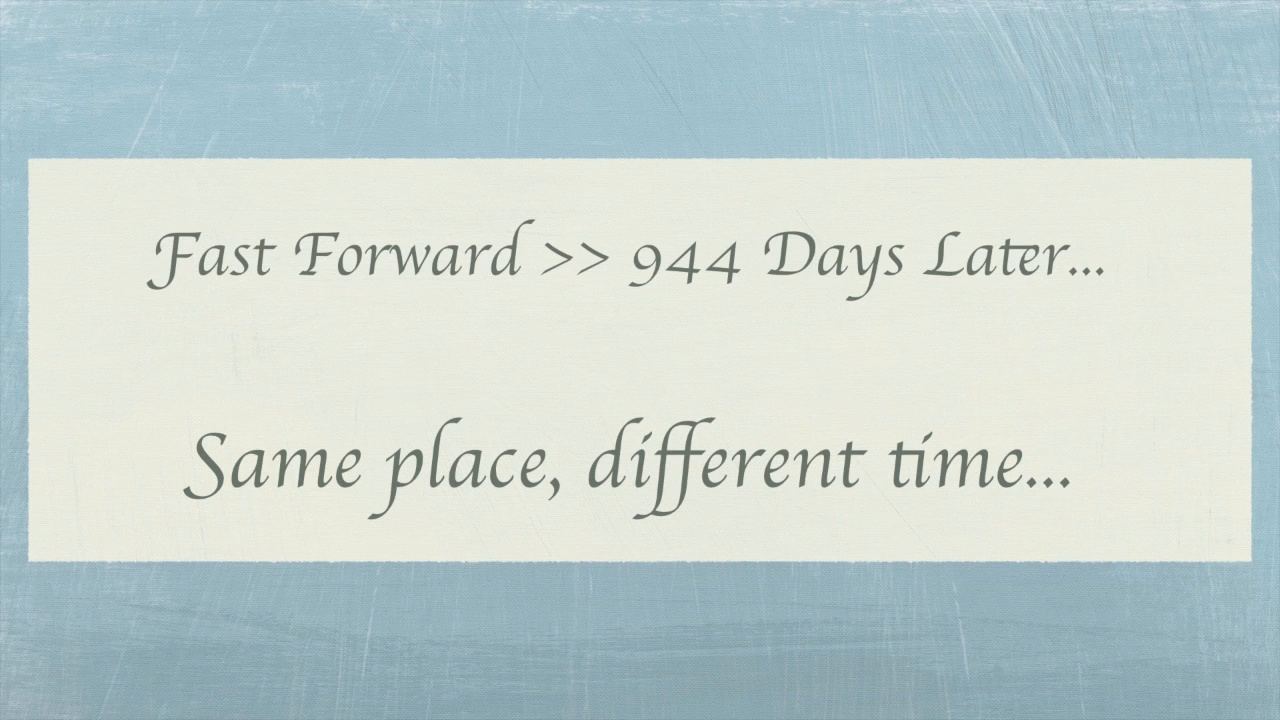 Fast Forward >> 944 Days Later...
Same place, different time...